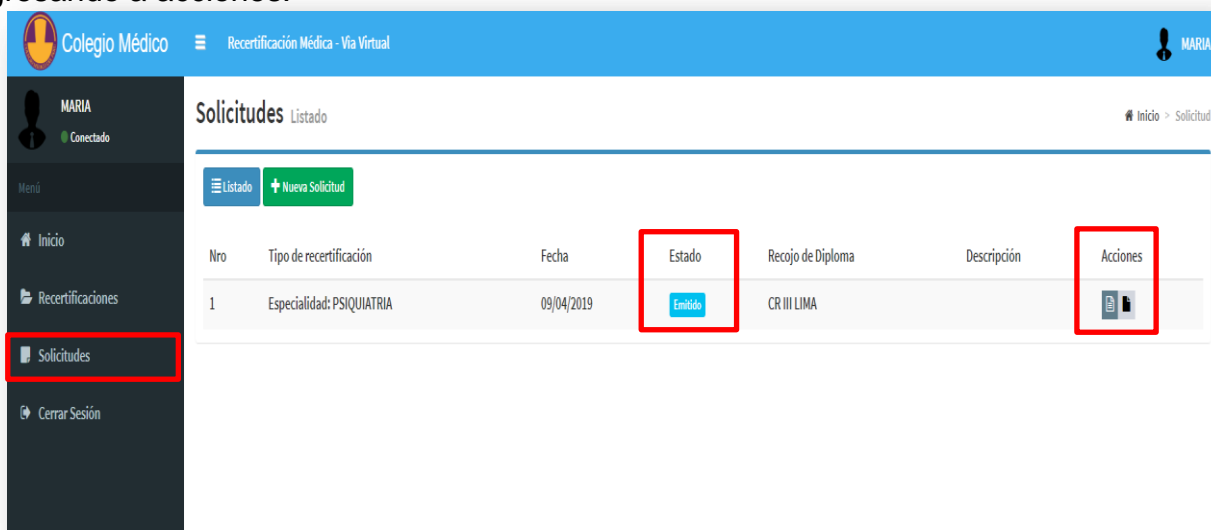 gresando a acciones.
Colegio Médico
Recertificación Médica - Via Virtual
MARIA
MARIA
Conectado
Solicitudes Listado
Inicio > Solicitud
Menú
Listado
Nueva Solicitud
Inicio
Recertificaciones
Solicitudes
Cerrar Sesión
Nro Tipo de recertificación Fecha Estado Recojo de Diploma Descripción Acciones
1 Especialidad: PSIQUIATRIA 09/04/2019 Emitido CR III LIMA